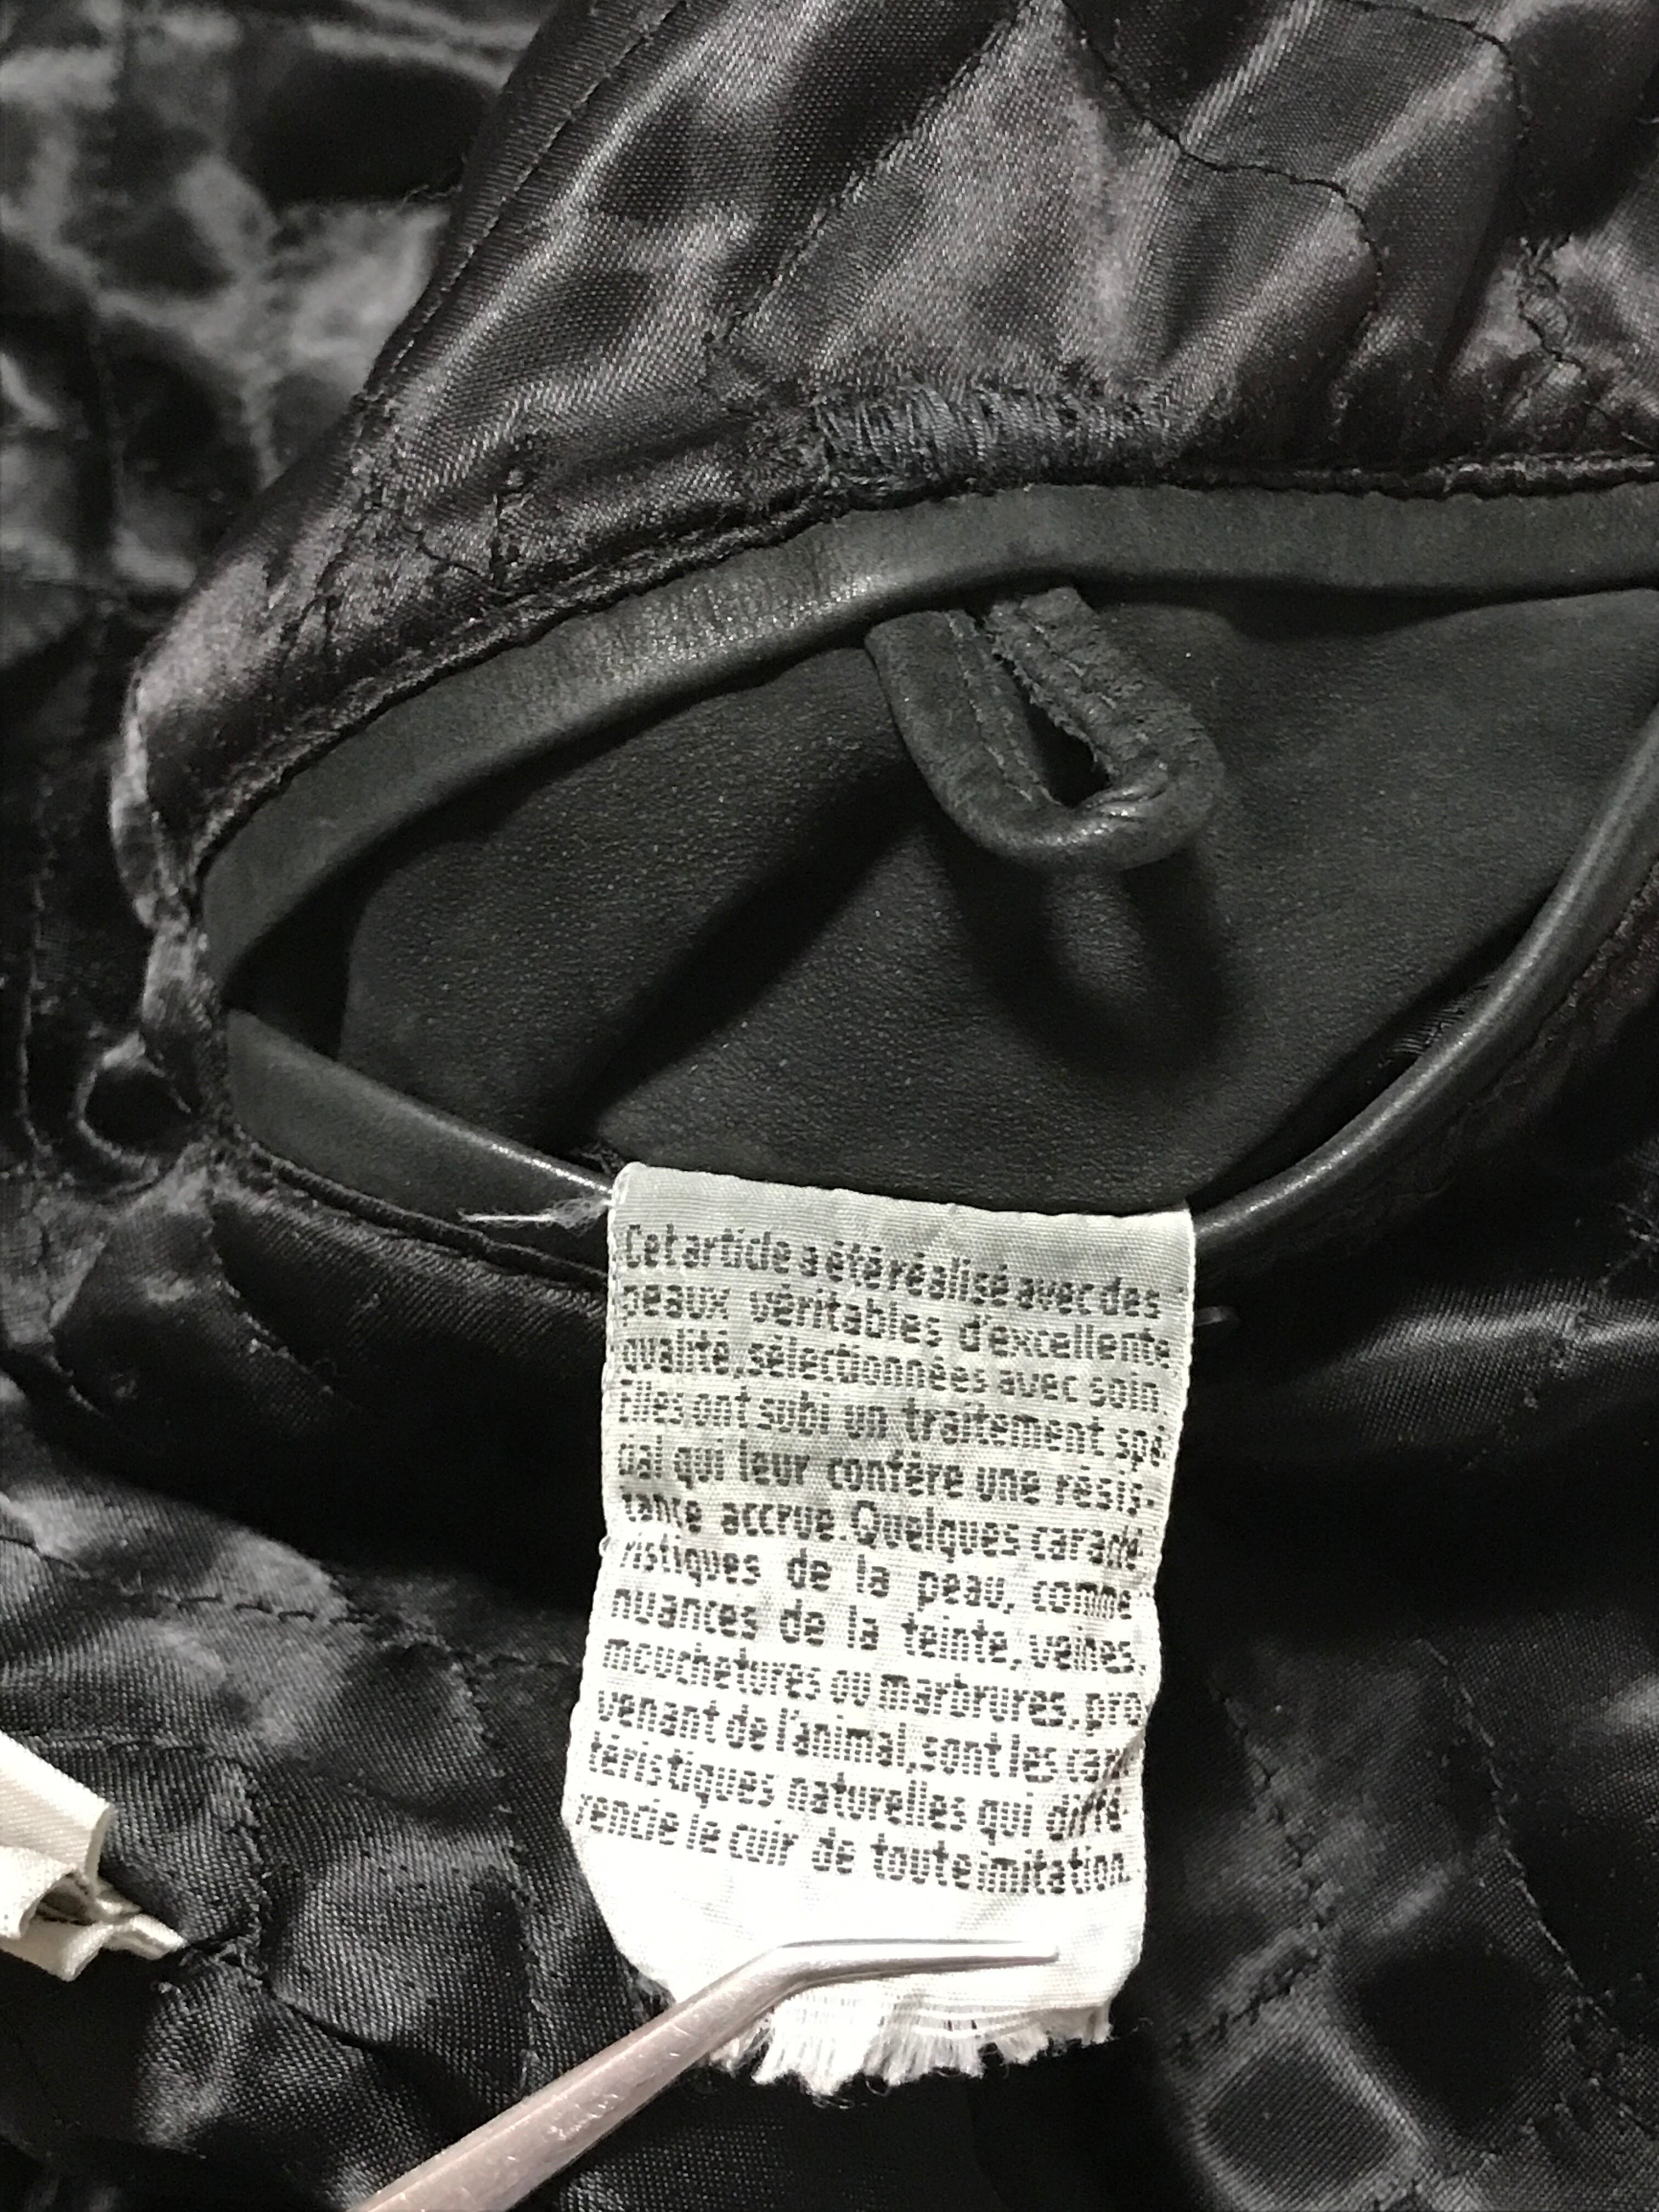 Cet article a été réalisé avec des
peaux véritables d'excellente
qualité, sélectionnées avec soin
Elles ont subi un traitement spé
cial qui leur confère une résis-
tance accrue. Quelques caracté-
ristiques de la peau, comme
nuances de la teinte, veines,
mouchetures ou marbrures, pro
venant de l'animal, sont les carac
téristiques naturelles qui diffé-
rencie le cuir de toute imitation.